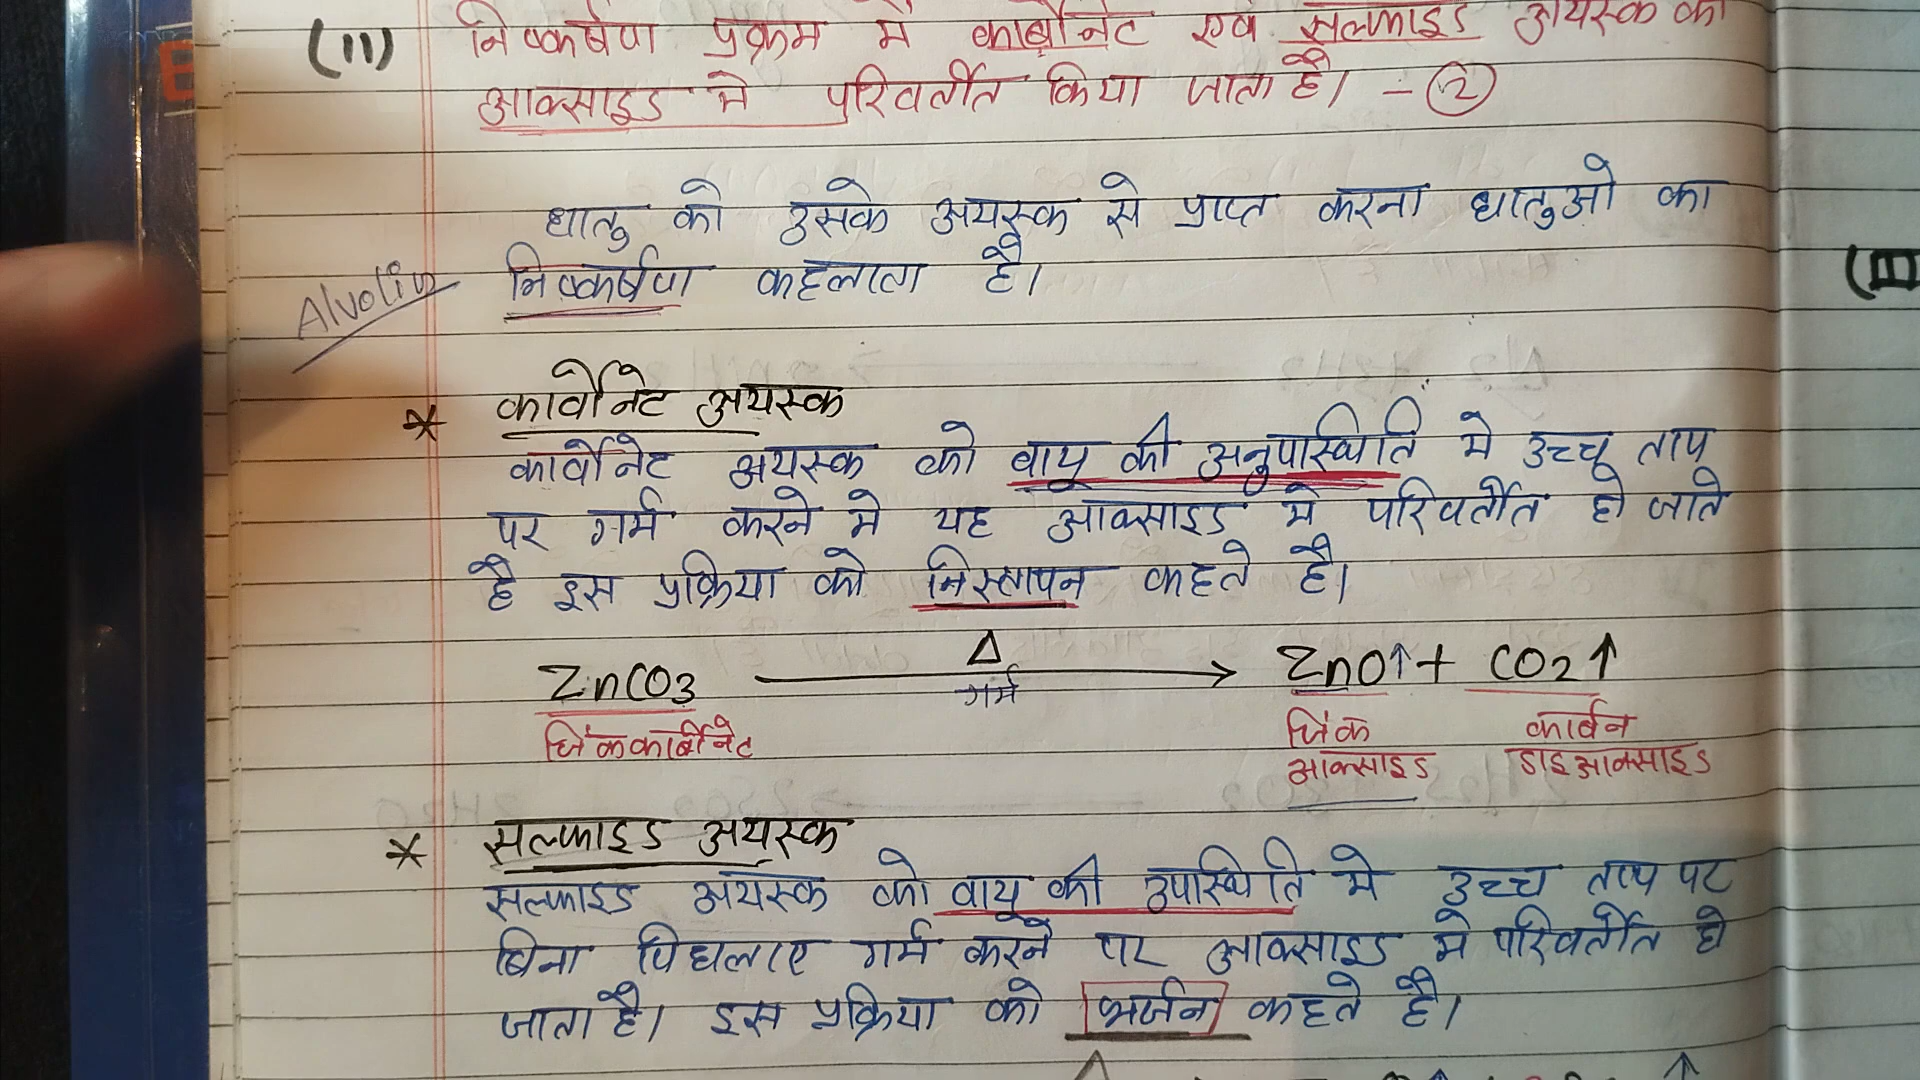 (11) निष्कर्षण प्रक्रम में कार्बोनेट एवं सल्फाइड अयस्क को
आक्साइड मे परिवर्तीत किया जाता है। - (2)
धातु को उसके अयस्क से प्राप्त करना धातुओ का
निष्कर्षण कहलाता है।
* कार्वोनेट अयस्क
कार्वोनेट अयस्क को वायु की अनुपस्थिति मे उच्च ताप
पर गर्म करने मे यह आक्साइड मे परिवर्तीत हो जाते
है इस प्रक्रिया को निस्तापन कहते है।
ZnCO3 ⟶ ZnO↑ + CO2↑
Δ
गर्म
जिंककार्बोनेट जिंक कार्बन
आक्साइड डाइआक्साइड
* सल्फाइड अयस्क
सल्फाइड अयस्क को वायु की उपस्थिति मे उच्च ताप पर
बिना पिघलाए गर्म करने पर आक्साइड मे परिवर्तीत हो
जाता है। इस प्रक्रिया को भर्जन कहते है।